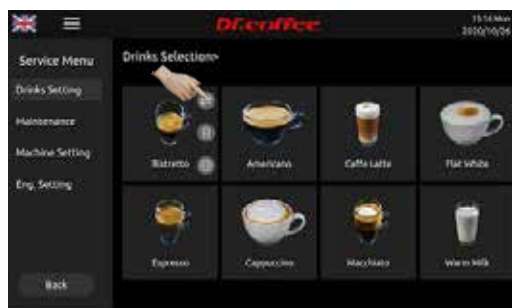 Dr.coffee
15:14 Mon
2020/10/26
Service Menu
Drinks Selection>
Drinks Setting
Maintenance
Machine Setting
Eng. Setting
Ristretto
Americano
Caffe Latte
Flat White
Espresso
Cappuccino
Macchiato
Warm Milk
Back